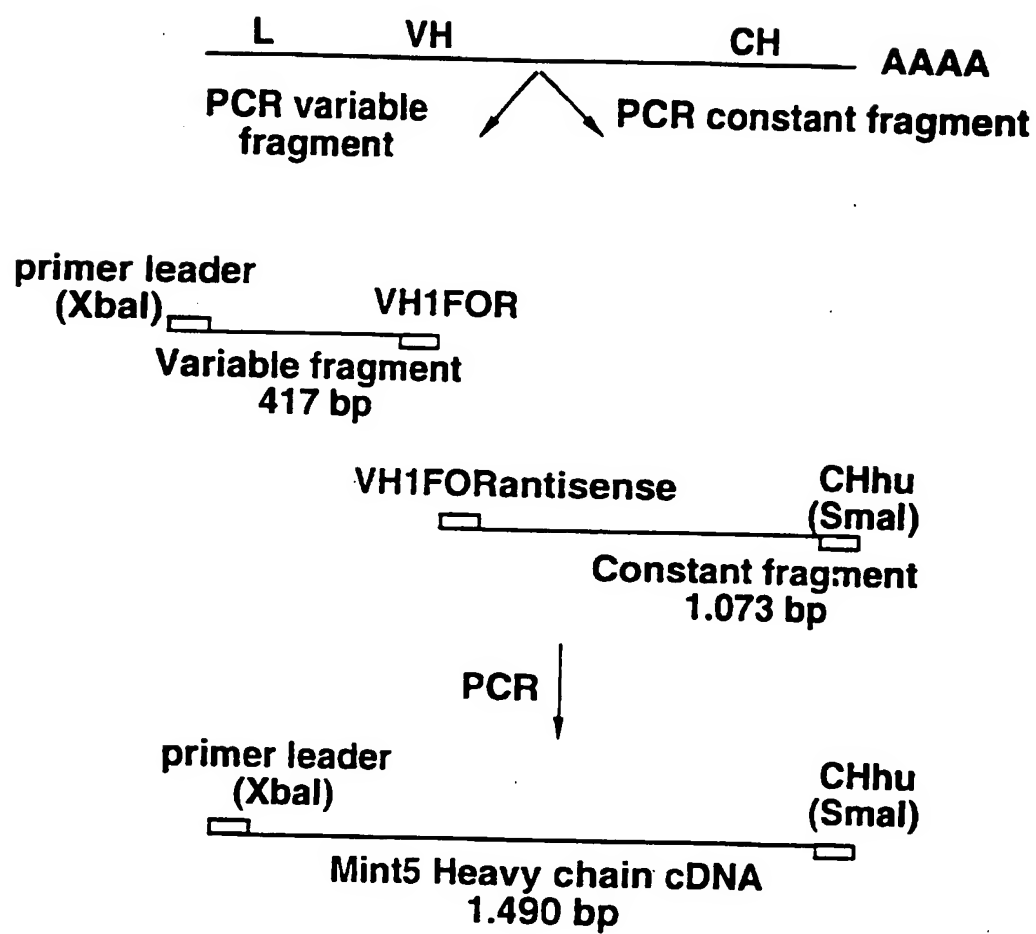 L VH CH AAAA
PCR variable
fragment
PCR constant fragment
primer leader
(XbaI)
VH1FOR
Variable fragment
417 bp
VH1FORantisense
CHhu
(SmaI)
Constant fragment
1.073 bp
PCR
primer leader
(XbaI)
CHhu
(SmaI)
Mint5 Heavy chain cDNA
1.490 bp